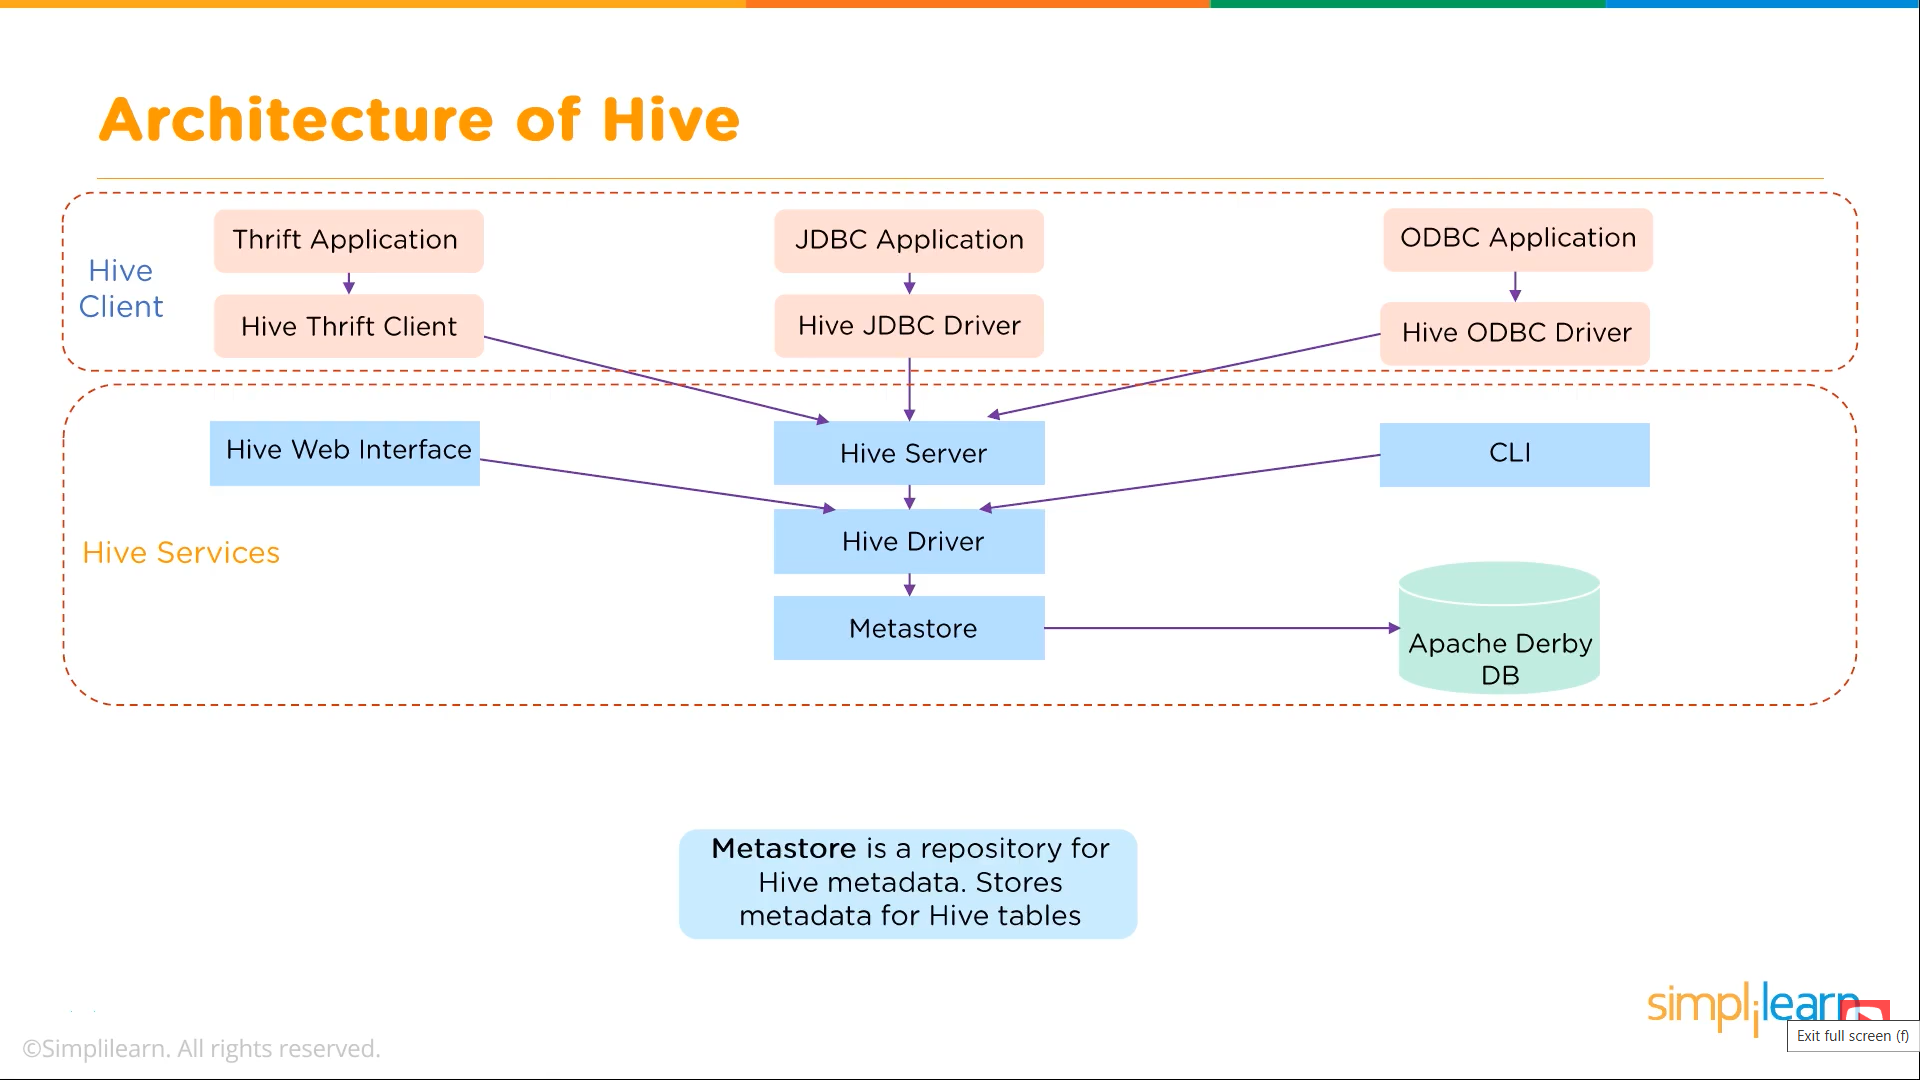 Architecture of Hive
Thrift Application
JDBC Application
ODBC Application
Hive
Client
Hive Thrift Client
Hive JDBC Driver
Hive ODBC Driver
Hive Web Interface
Hive Server
CLI
Hive Driver
Hive Services
Metastore
Apache Derby
DB
Metastore is a repository for
Hive metadata. Stores
metadata for Hive tables
simplilearn
Exit full screen (f)
©Simplilearn. All rights reserved.